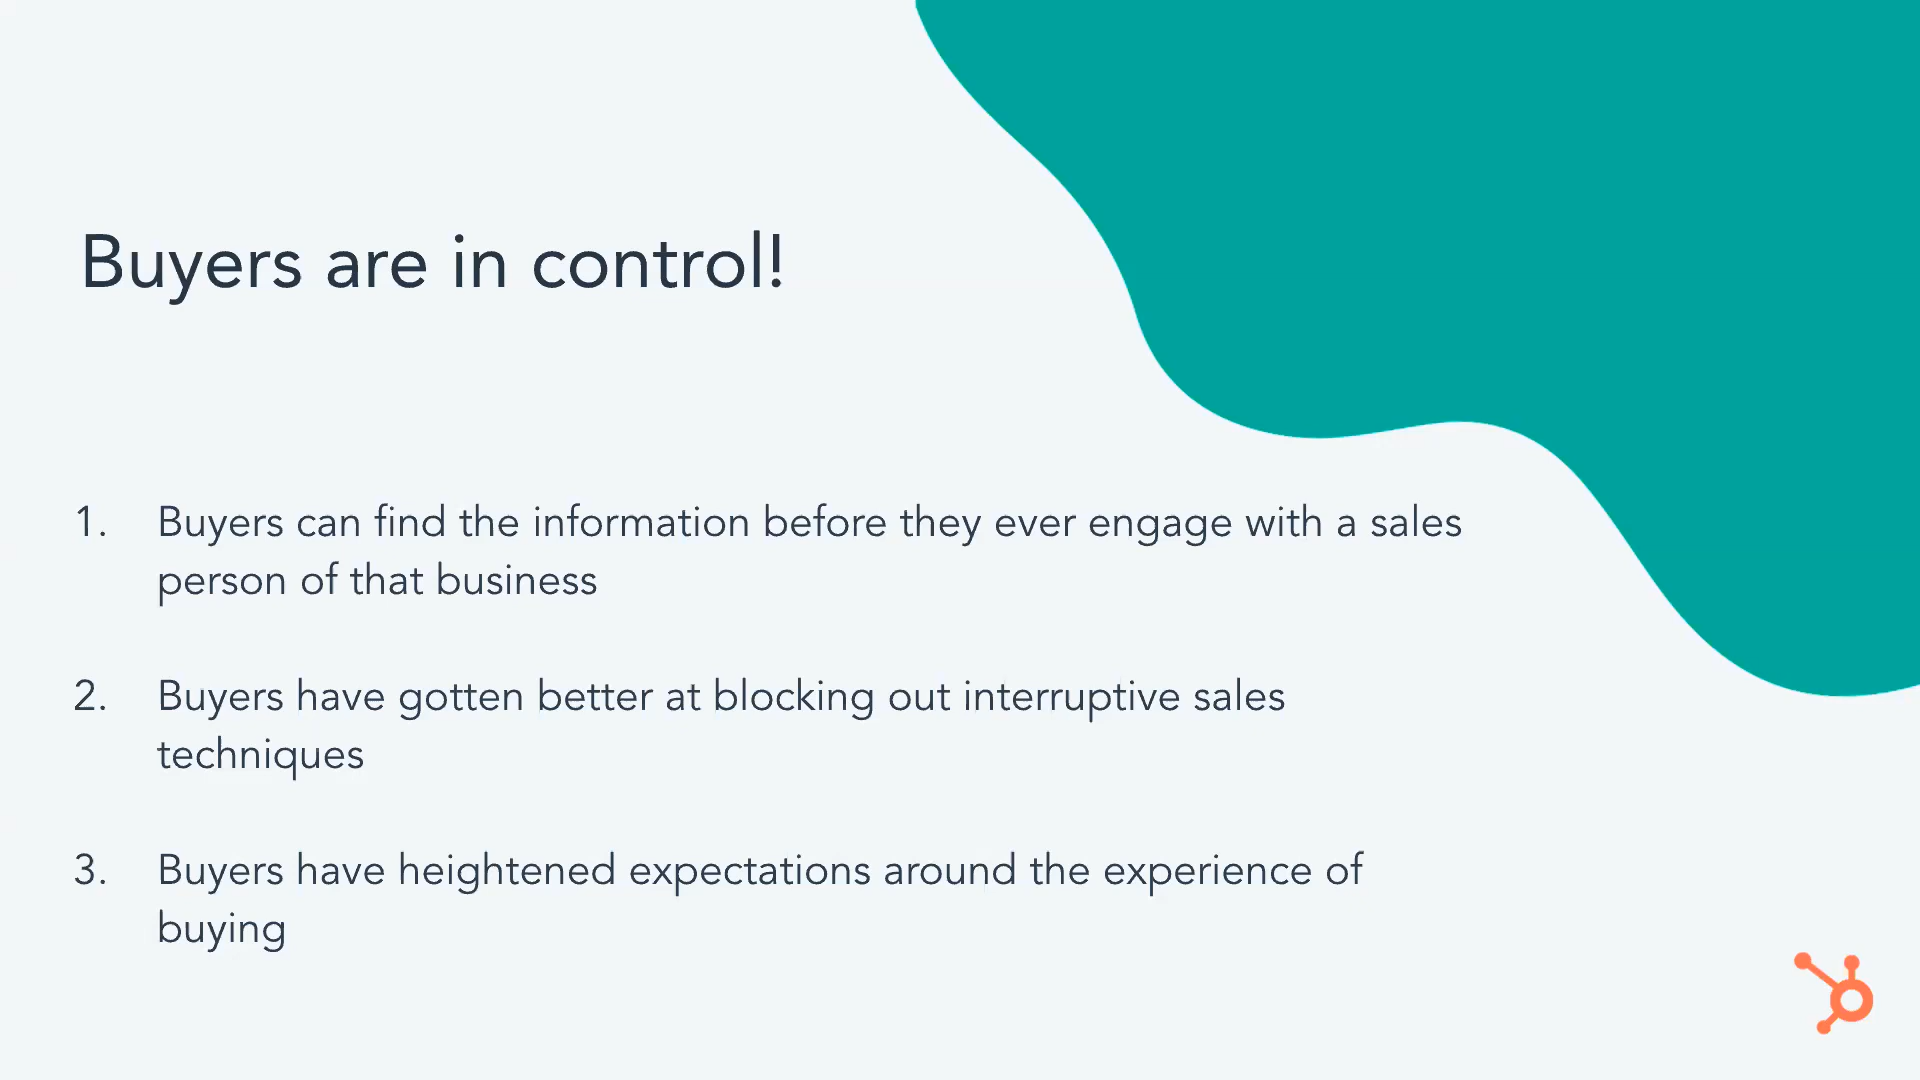 Buyers are in control!
1. Buyers can find the information before they ever engage with a sales
person of that business
2. Buyers have gotten better at blocking out interruptive sales
techniques
3. Buyers have heightened expectations around the experience of
buying